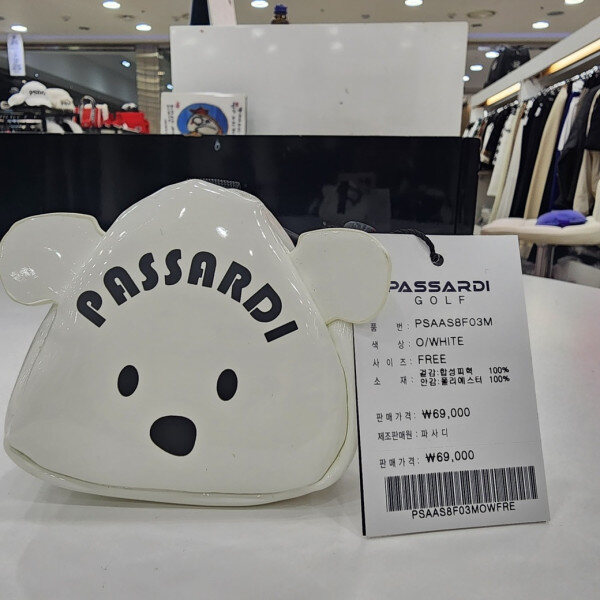 PASSARDI
PASSARDI
GOLF
품 번 : PSAAS8F03M
색 상 : O/WHITE
사 이 즈 : FREE
소 재 : 겉감:합성피혁 100%
안감:폴리에스터 100%
판 매 가 격 : ₩69,000
제조판매원 : 파 사 디
판 매 가 격 : ₩69,000
PSAAS8F03MOWFRE